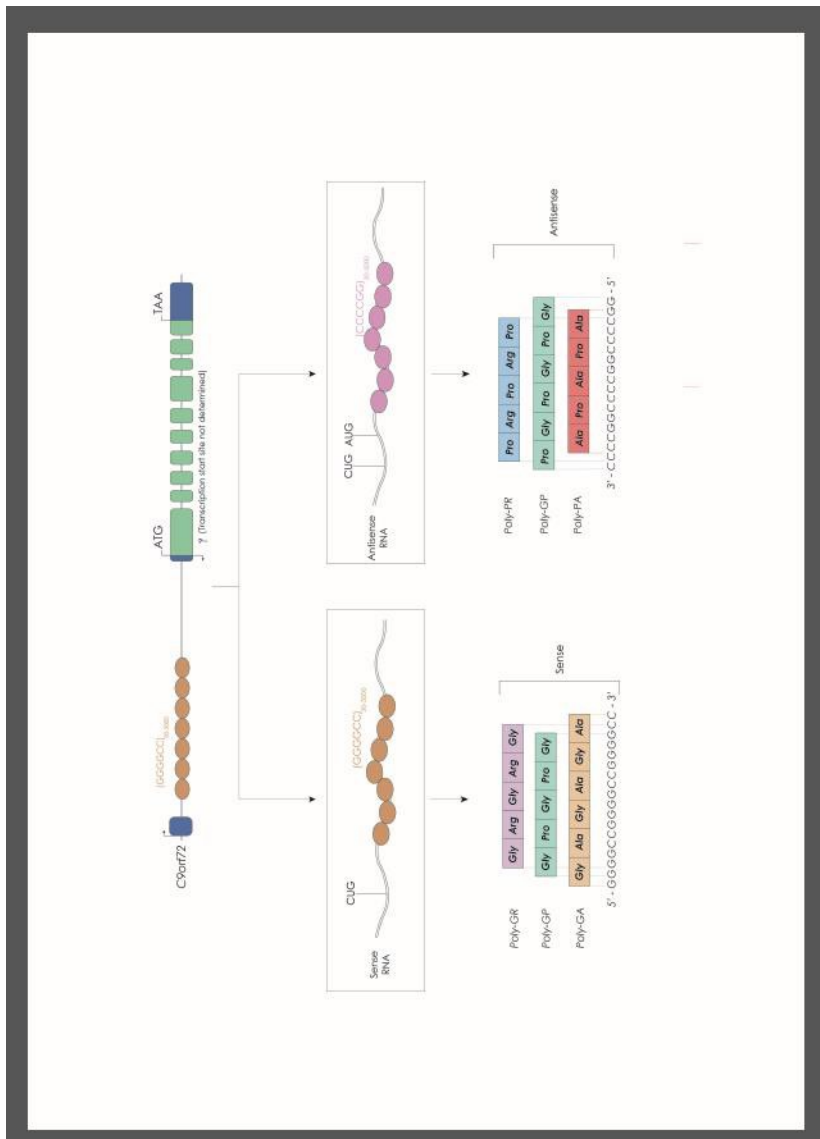 C9orf72
(GGGGCC)
ATG
TAA
? (Transcription start site not determined)
Sense
RNA
CUG
(GGGGCC)
Antisense
RNA
CUG AUG
(CCCCGG)
Sense
Poly-GR Gly Arg Gly Arg Gly
Poly-GP Gly Pro Gly Pro Gly
Poly-GA Gly Ala Gly Ala Gly Ala
5' - GGGGCCGGGGCCGGGGCC - 3'
Antisense
Poly-PR Pro Arg Pro Arg Pro
Poly-GP Pro Gly Pro Gly Pro Gly
Poly-PA Ala Pro Ala Pro Ala
3' - CCCCGGCCCCGGCCCCGG - 5'